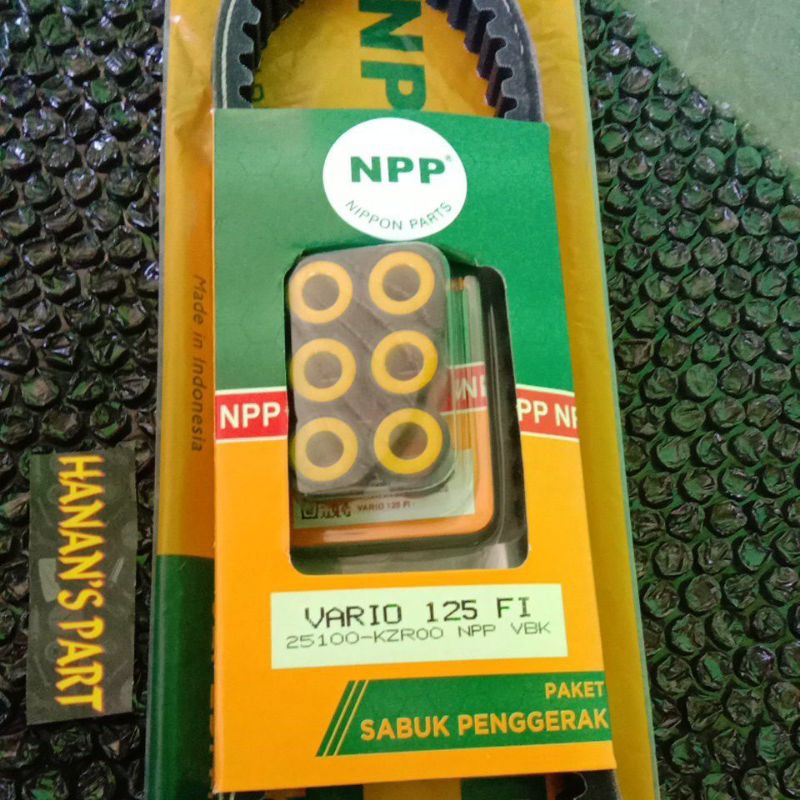 NPP
NPP
NIPPON PARTS
Made in Indonesia
NPP
PP NP
VARIO 125 FI
VARIO 125 FI
25100-KZR00 NPP VBK
PAKET
SABUK PENGGERAK
HANAN'S PART